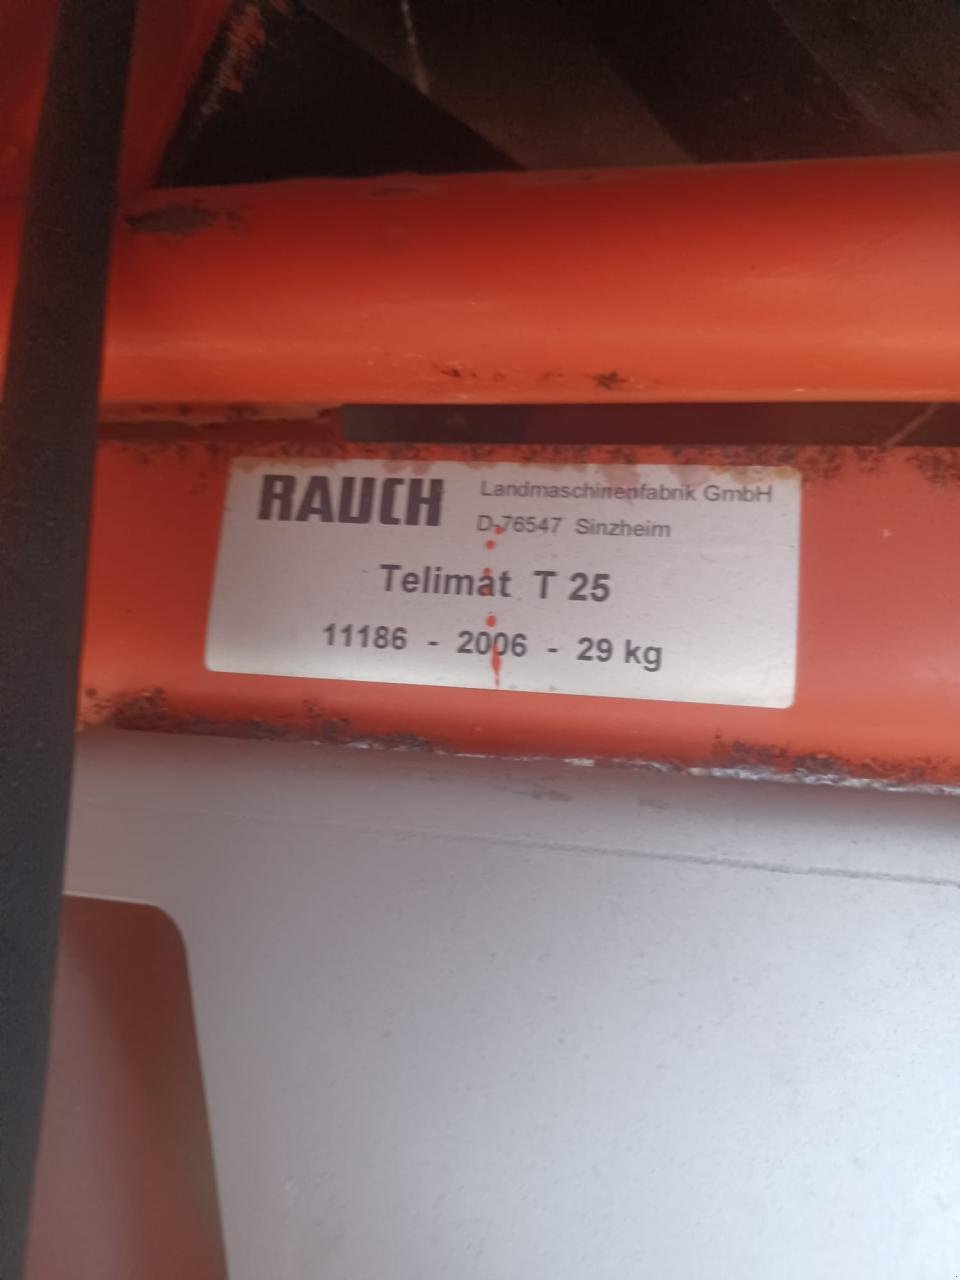 RAUCH Landmaschinenfabrik GmbH
D-76547 Sinzheim
Telimat T 25
11186 - 2006 - 29 kg